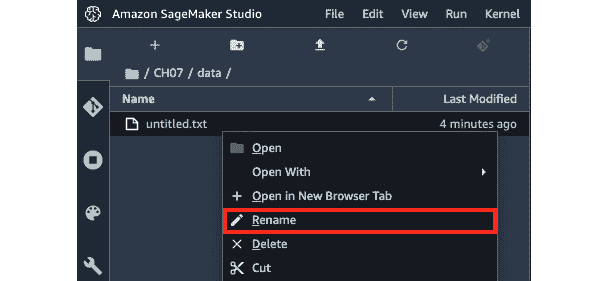 Amazon SageMaker Studio File Edit View Run Kernel
/ CH07 / data /
Name Last Modified
untitled.txt 4 minutes ago
Open
Open With
Open in New Browser Tab
Rename
Delete
Cut